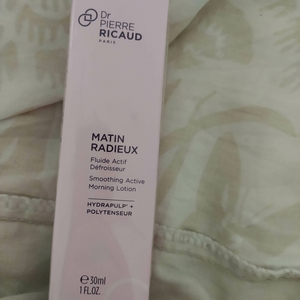 Dr
PIERRE
RICAUD
PARIS
MATIN
RADIEUX
Fluide Actif
Défroisseur
Smoothing Active
Morning Lotion
HYDRAPULP® +
POLYTENSEUR
℮30ml
1 FL.OZ.